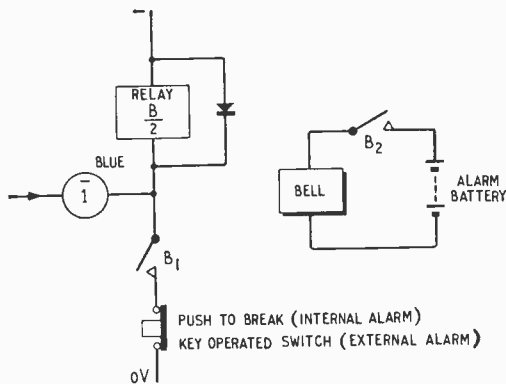 −
RELAY
B
2
BLUE
1
B1
B2
BELL
ALARM
BATTERY
PUSH TO BREAK (INTERNAL ALARM)
KEY OPERATED SWITCH (EXTERNAL ALARM)
0V